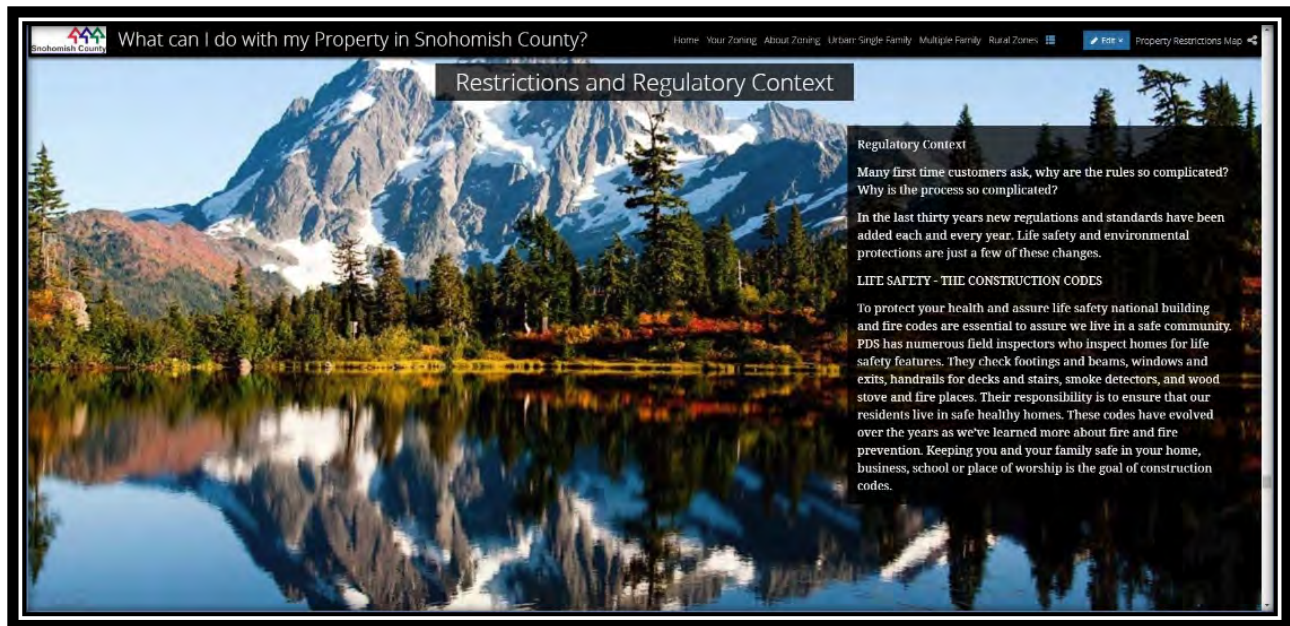 Snohomish County
What can I do with my Property in Snohomish County?
Home Your Zoning About Zoning Urban: Single Family Multiple Family Rural Zones
Edit
Property Restrictions Map
Restrictions and Regulatory Context
Regulatory Context
Many first time customers ask, why are the rules so complicated?
Why is the process so complicated?
In the last thirty years new regulations and standards have been
added each and every year. Life safety and environmental
protections are just a few of these changes.
LIFE SAFETY - THE CONSTRUCTION CODES
To protect your health and assure life safety national building
and fire codes are essential to assure we live in a safe community.
PDS has numerous field inspectors who inspect homes for life
safety features. They check footings and beams, windows and
exits, handrails for decks and stairs, smoke detectors, and wood
stove and fire places. Their responsibility is to ensure that our
residents live in safe healthy homes. These codes have evolved
over the years as we've learned more about fire and fire
prevention. Keeping you and your family safe in your home,
business, school or place of worship is the goal of construction
codes.